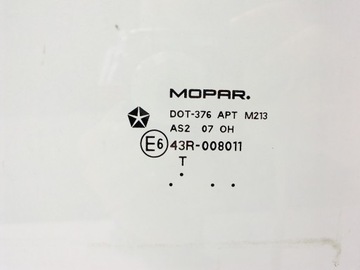 MOPAR.
DOT-376 APT M213
AS2 07 OH
E6 43R-008011
T